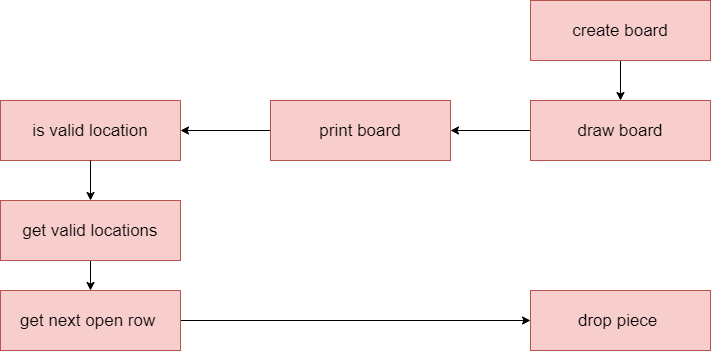 create board
is valid location
print board
draw board
get valid locations
get next open row
drop piece